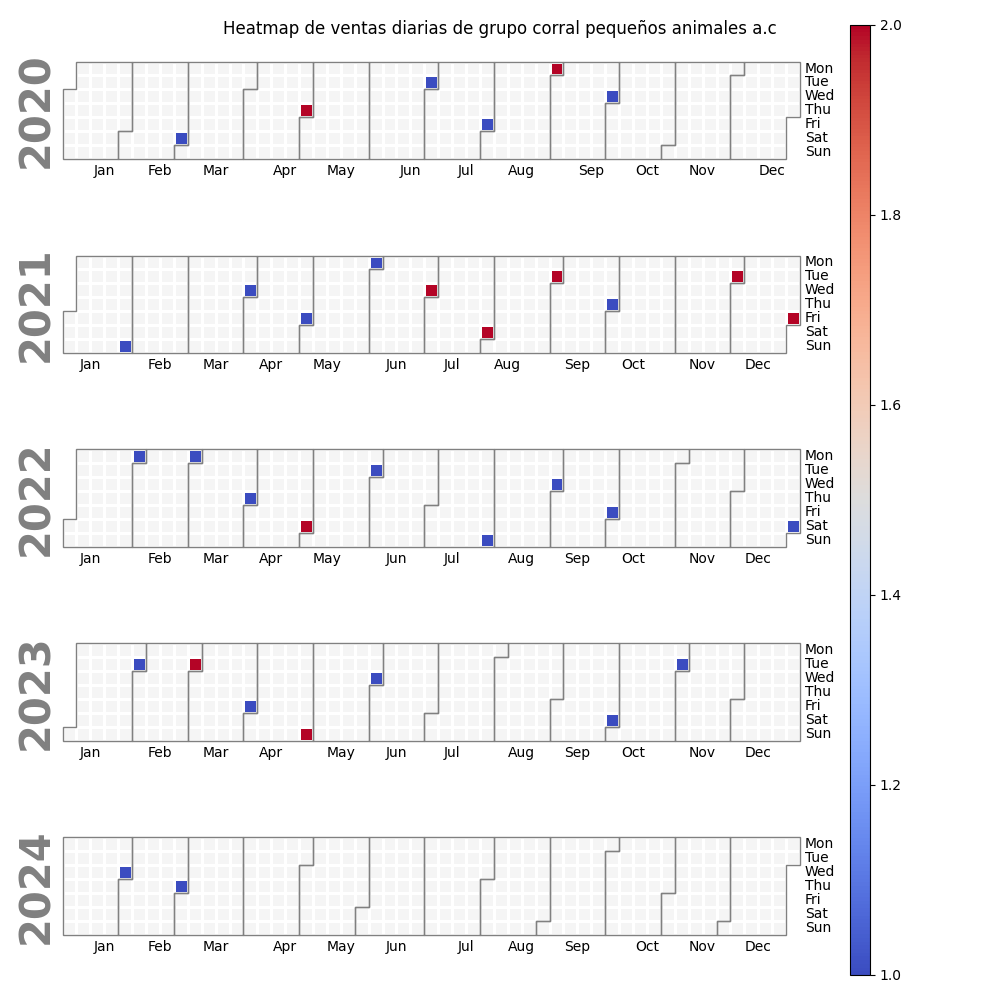 Heatmap de ventas diarias de grupo corral pequeños animales a.c
2020
Mon
Tue
Wed
Thu
Fri
Sat
Sun
Jan Feb Mar Apr May Jun Jul Aug Sep Oct Nov Dec
2021
Mon
Tue
Wed
Thu
Fri
Sat
Sun
Jan Feb Mar Apr May Jun Jul Aug Sep Oct Nov Dec
2022
Mon
Tue
Wed
Thu
Fri
Sat
Sun
Jan Feb Mar Apr May Jun Jul Aug Sep Oct Nov Dec
2023
Mon
Tue
Wed
Thu
Fri
Sat
Sun
Jan Feb Mar Apr May Jun Jul Aug Sep Oct Nov Dec
2024
Mon
Tue
Wed
Thu
Fri
Sat
Sun
Jan Feb Mar Apr May Jun Jul Aug Sep Oct Nov Dec
2.0
1.8
1.6
1.4
1.2
1.0